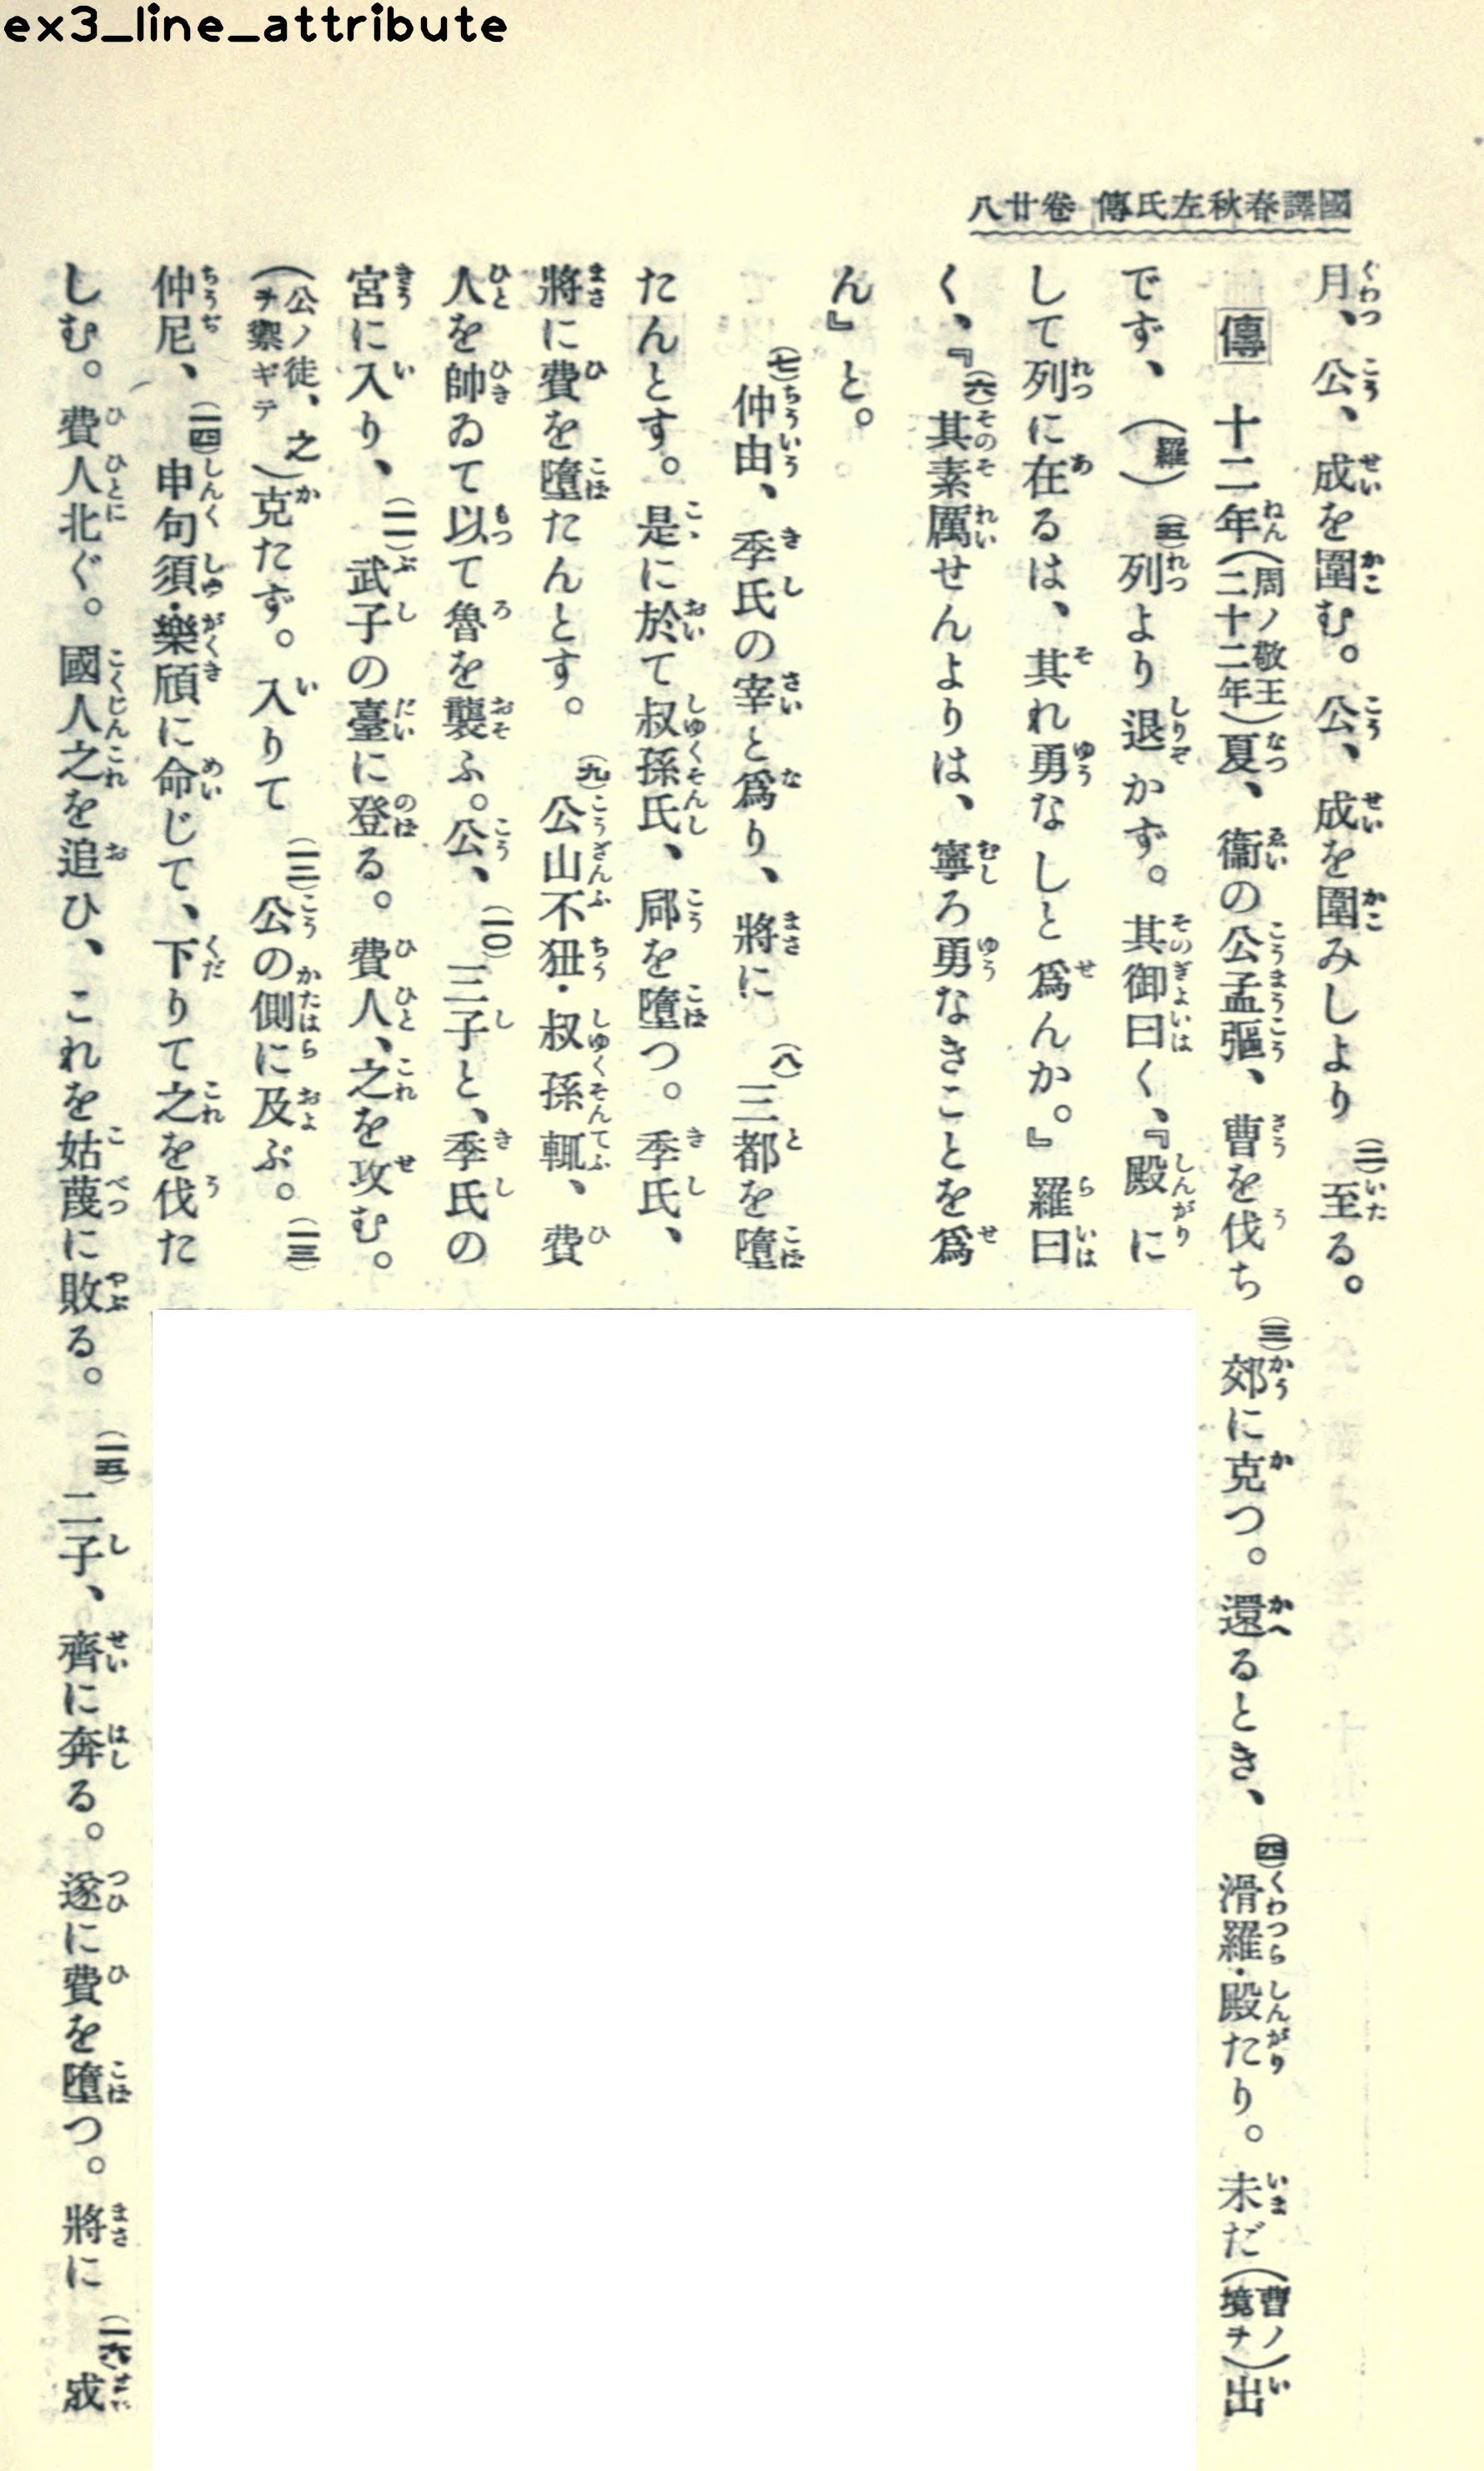 ex3_line_attribute
國譯春秋左氏傳 卷廿八
月、公、成を圍む。公、成を圍みしより(二)至る。
傳 十二年(周ノ敬王二十二年)夏、衞の公孟彄、曹を伐ち(三)郊に克つ。還るとき、(四)滑羅・殿たり。未だ(曹ノ境ヲ)出
でず、(羅)(五)列より退かず。其御曰く、『殿に
して列に在るは、其れ勇なしと爲んか。』羅曰
く、『(六)其素厲せんよりは、寧ろ勇なきことを爲
ん』と。
(七)仲由、季氏の宰と爲り、將に(八)三都を墮
たんとす。是に於て叔孫氏、郈を墮つ。季氏、
將に費を墮たんとす。(九)公山不狃・叔孫輒、費
人を帥ゐて以て魯を襲ふ。公、(一〇)三子と、季氏の
宮に入り、(一一)武子の臺に登る。費人、之を攻む。
(公ノ徒、之ヲ禦ギテ)克たず。入りて(一二)公の側に及ぶ。(一三)
仲尼、(一四)申句須・樂頎に命じて、下りて之を伐た
しむ。費人北ぐ。國人之を追ひ、これを姑蔑に敗る。(一五)二子、齊に奔る。遂に費を墮つ。將に(一六)成